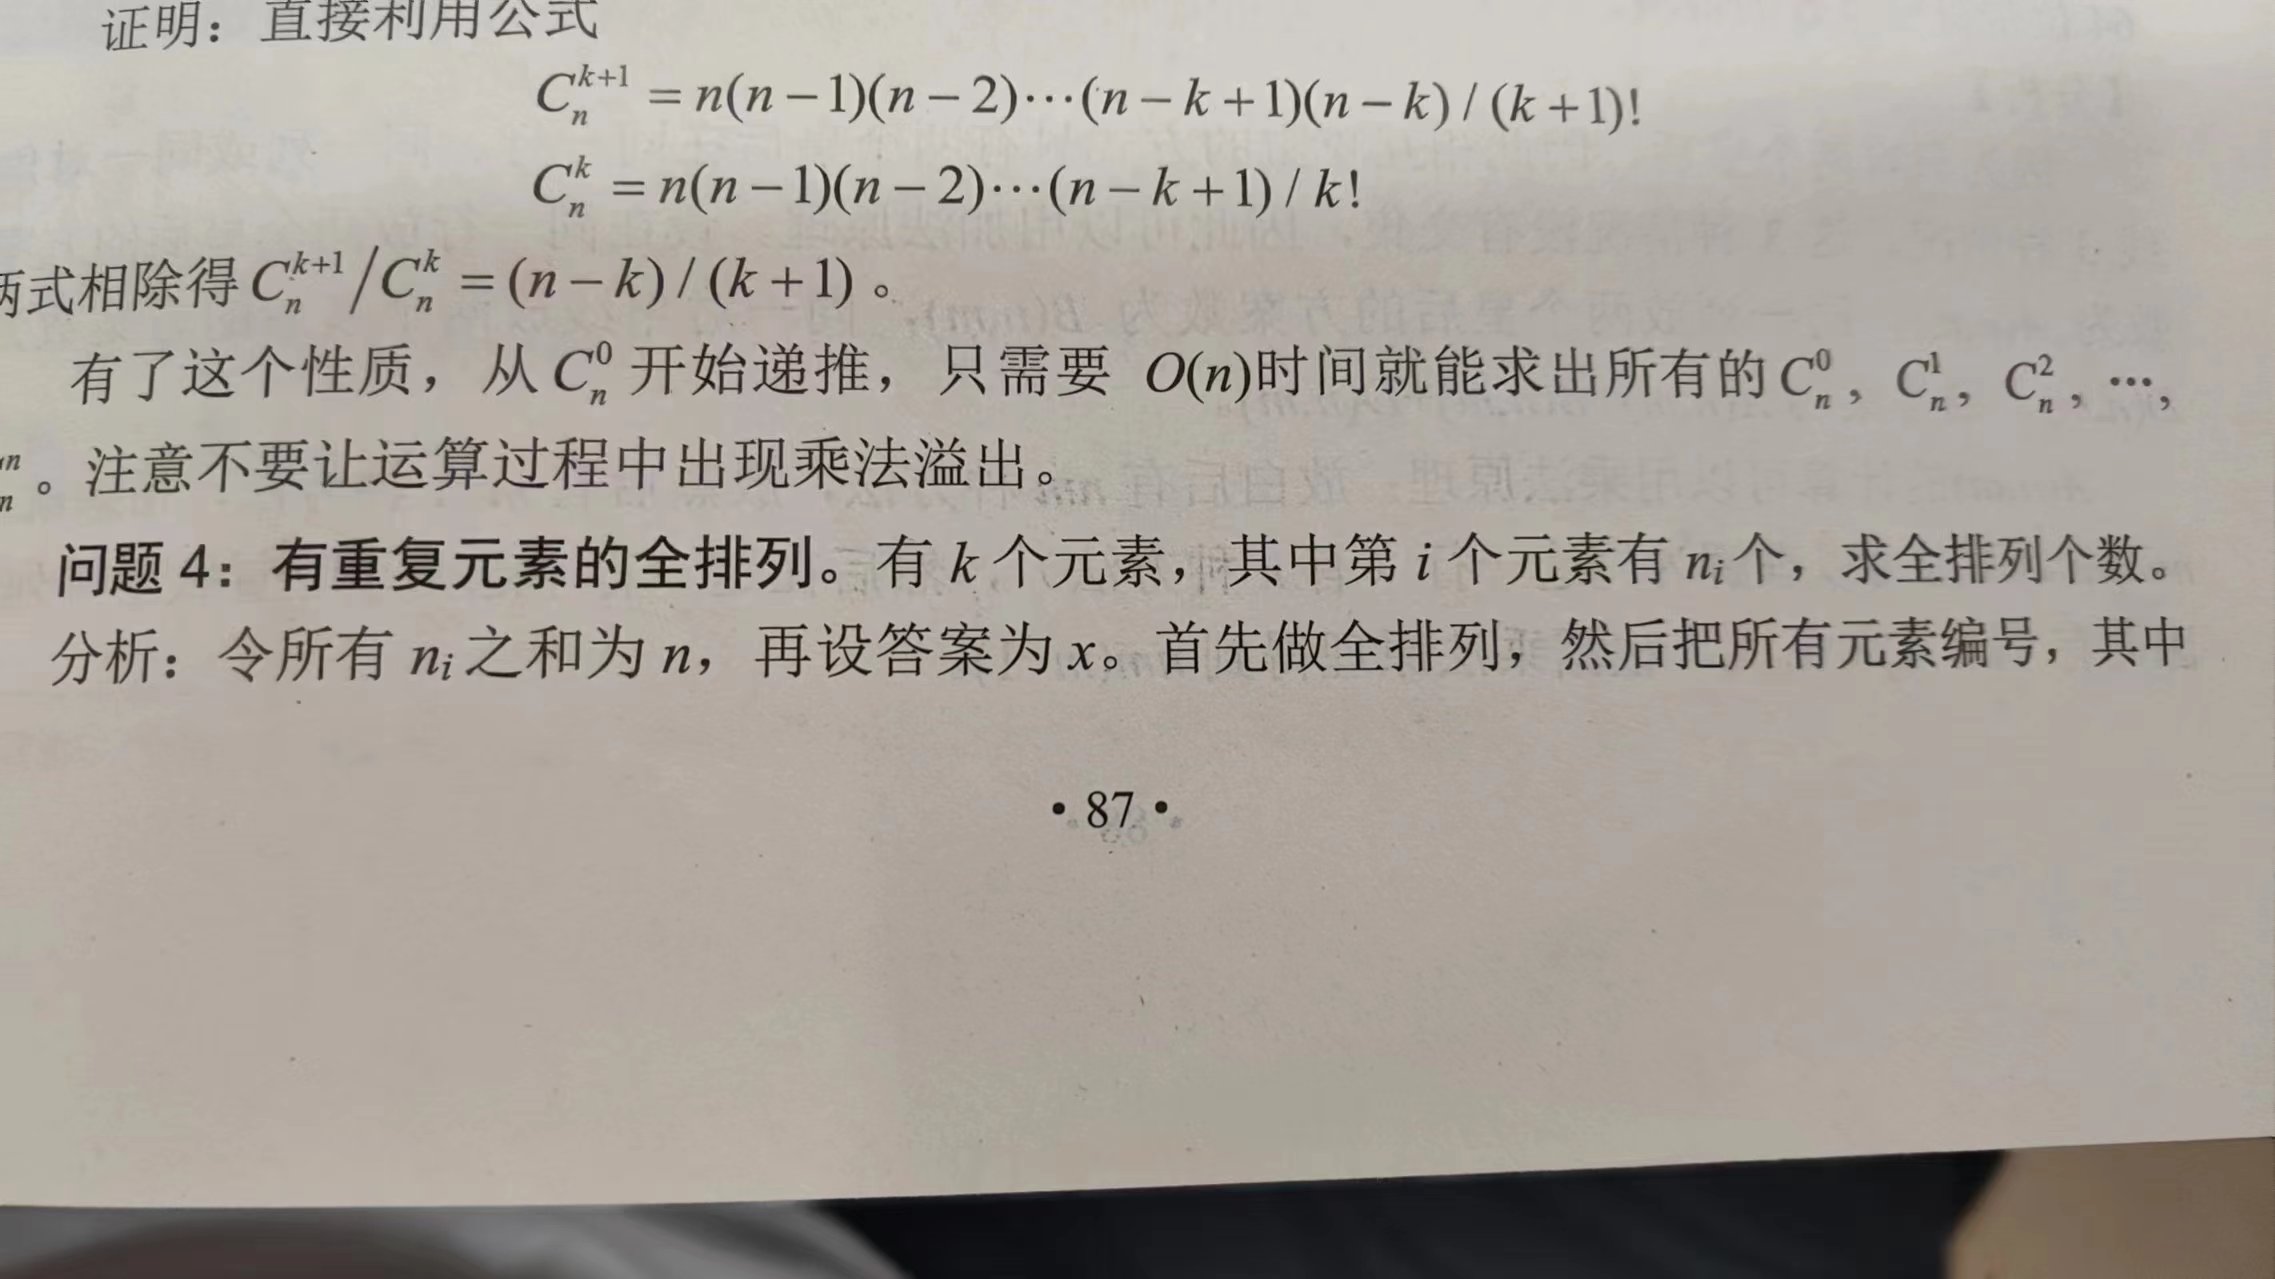 证明：直接利用公式
C_n^{k+1} = n(n−1)(n−2)⋯(n−k+1)(n−k) / (k+1)!
C_n^k = n(n−1)(n−2)⋯(n−k+1) / k!
两式相除得 C_n^{k+1}/C_n^k = (n−k) / (k+1) 。
有了这个性质，从 C_n^0 开始递推，只需要 O(n)时间就能求出所有的 C_n^0，C_n^1，C_n^2，⋯，
_n^n 。注意不要让运算过程中出现乘法溢出。
问题 4：有重复元素的全排列。有 k 个元素，其中第 i 个元素有 n_i 个，求全排列个数。
分析：令所有 n_i 之和为 n，再设答案为 x。首先做全排列，然后把所有元素编号，其中
• 87 •